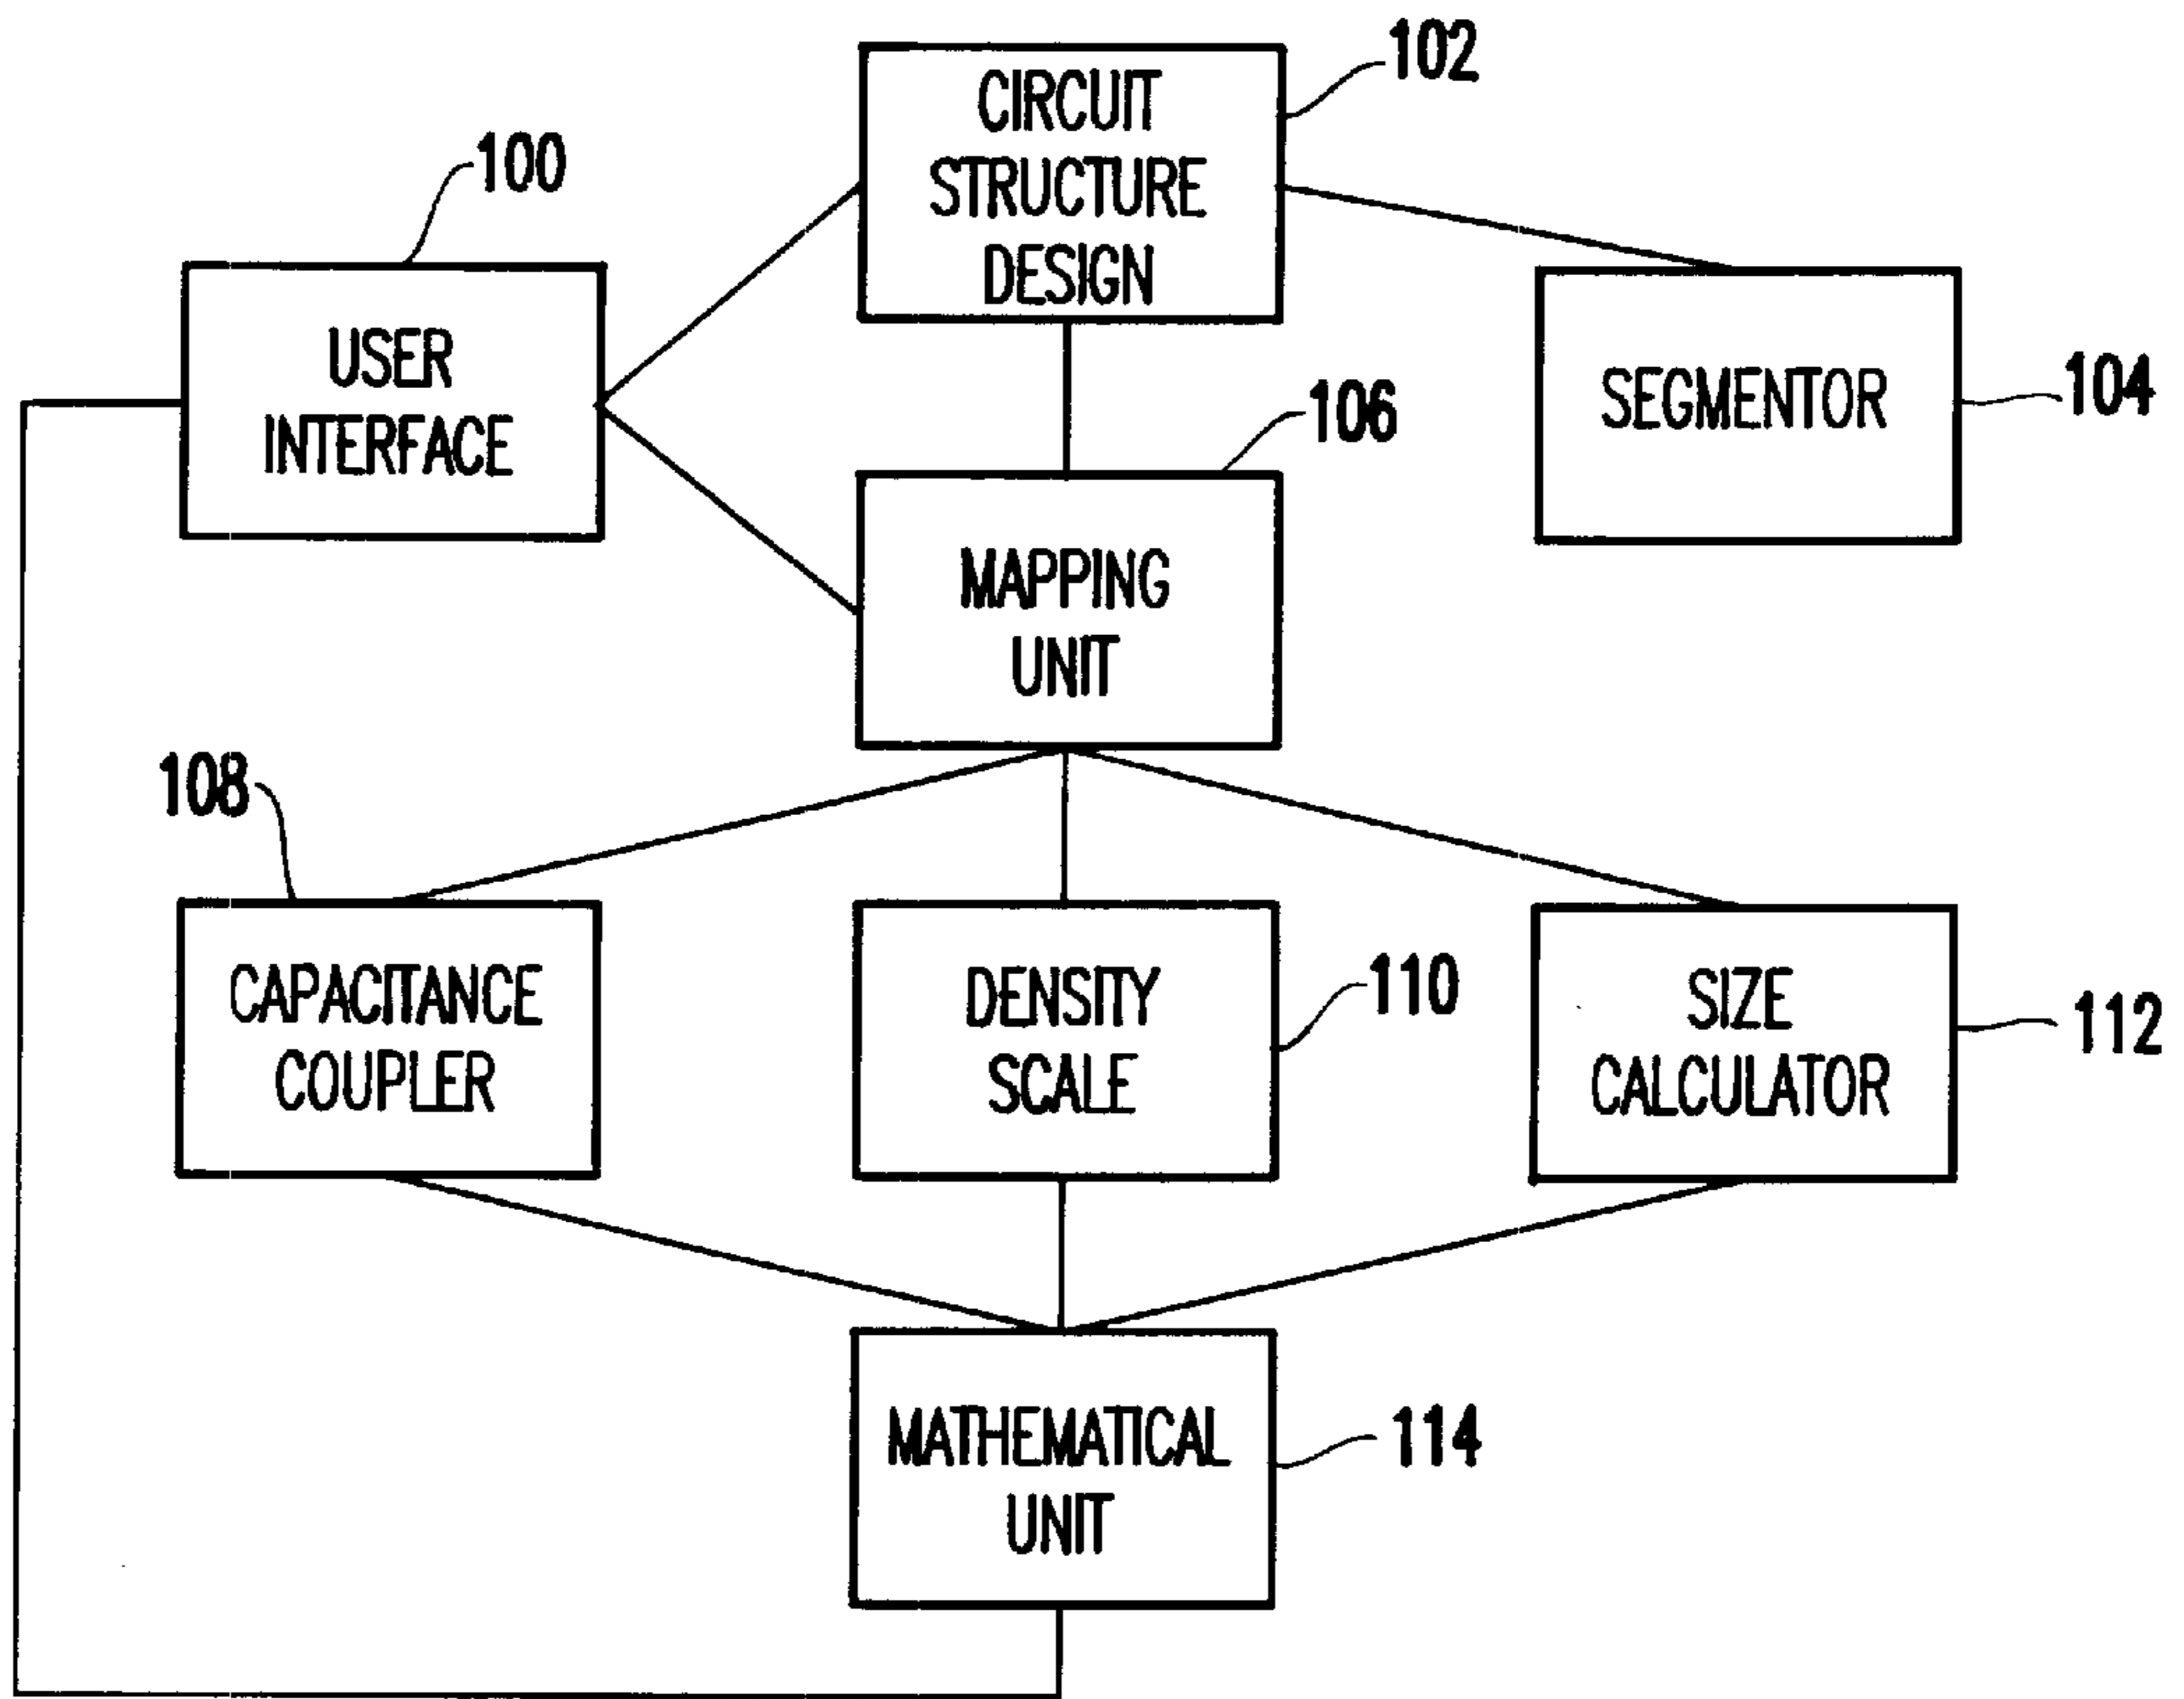 102
CIRCUIT
STRUCTURE
DESIGN
100
USER
INTERFACE
104
SEGMENTOR
106
MAPPING
UNIT
108
CAPACITANCE
COUPLER
110
DENSITY
SCALE
112
SIZE
CALCULATOR
114
MATHEMATICAL
UNIT